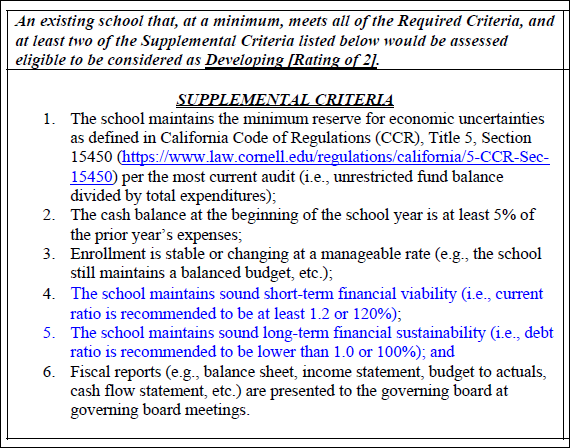 An existing school that, at a minimum, meets all of the Required Criteria, and
at least two of the Supplemental Criteria listed below would be assessed
eligible to be considered as Developing [Rating of 2].
SUPPLEMENTAL CRITERIA
1. The school maintains the minimum reserve for economic uncertainties
as defined in California Code of Regulations (CCR), Title 5, Section
15450 (https://www.law.cornell.edu/regulations/california/5-CCR-Sec-
15450) per the most current audit (i.e., unrestricted fund balance
divided by total expenditures);
2. The cash balance at the beginning of the school year is at least 5% of
the prior year's expenses;
3. Enrollment is stable or changing at a manageable rate (e.g., the school
still maintains a balanced budget, etc.);
4. The school maintains sound short-term financial viability (i.e., current
ratio is recommended to be at least 1.2 or 120%);
5. The school maintains sound long-term financial sustainability (i.e., debt
ratio is recommended to be lower than 1.0 or 100%); and
6. Fiscal reports (e.g., balance sheet, income statement, budget to actuals,
cash flow statement, etc.) are presented to the governing board at
governing board meetings.